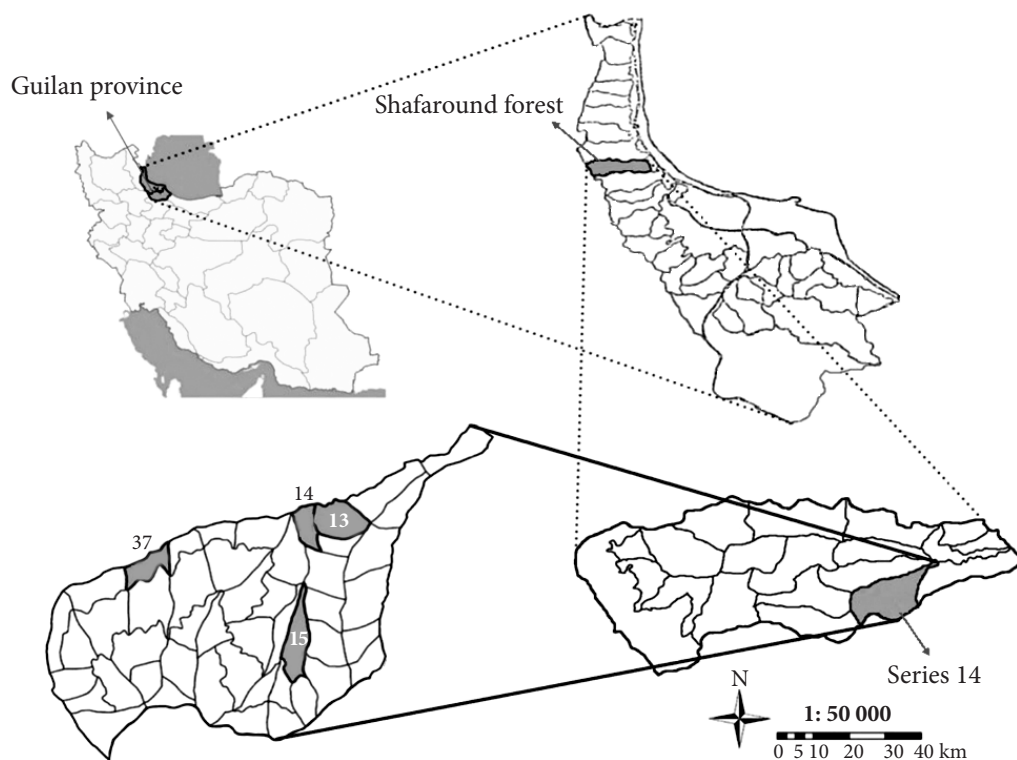 Guilan province
Shafaround forest
14
13
37
15
Series 14
N
1: 50 000
0 5 10 20 30 40 km